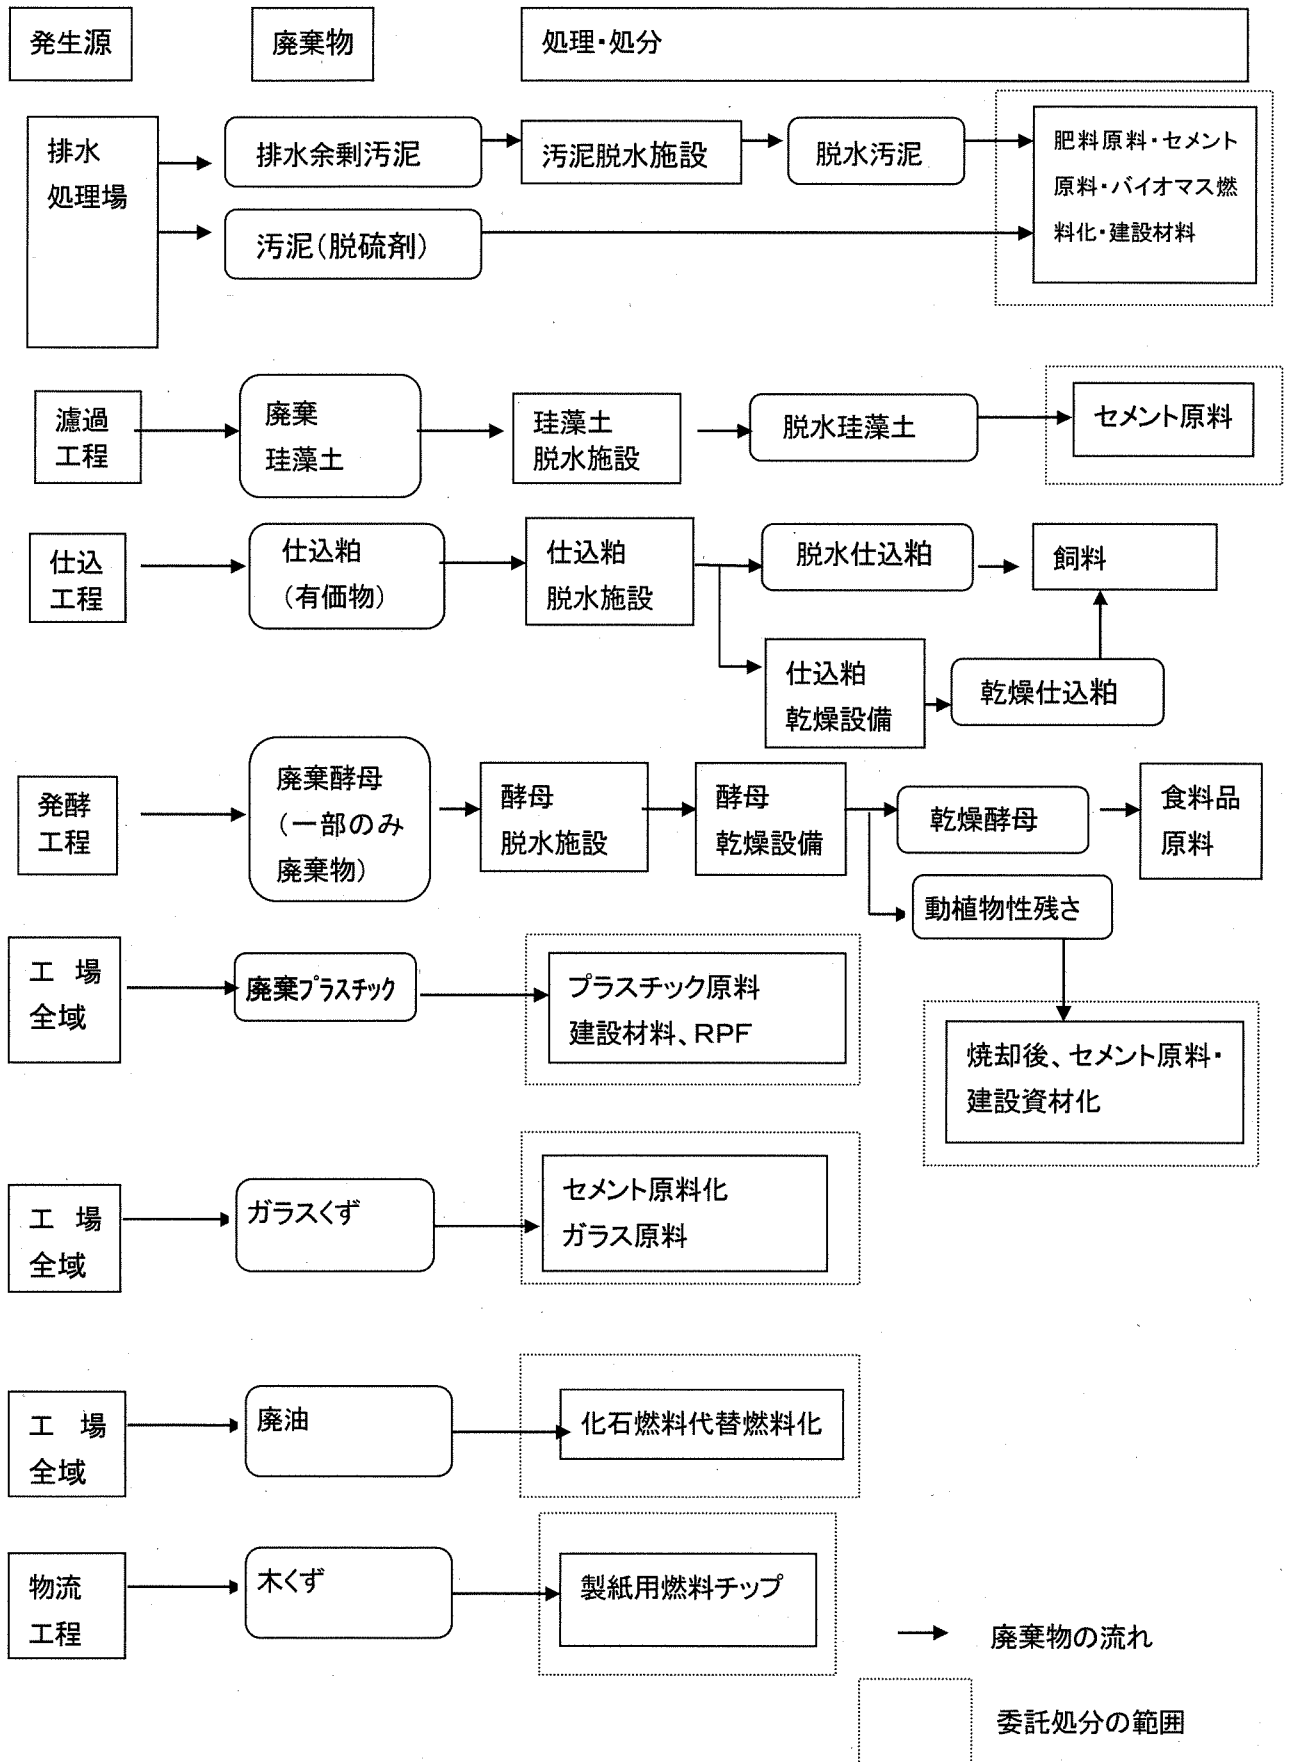 発生源
廃棄物
処理・処分
排水
処理場
排水余剰汚泥
汚泥脱水施設
脱水汚泥
肥料原料・セメント
原料・バイオマス燃
料化・建設材料
汚泥（脱硫剤）
濾過
工程
廃棄
珪藻土
珪藻土
脱水施設
脱水珪藻土
セメント原料
仕込
工程
仕込粕
（有価物）
仕込粕
脱水施設
脱水仕込粕
飼料
仕込粕
乾燥設備
乾燥仕込粕
発酵
工程
廃棄酵母
（一部のみ
廃棄物）
酵母
脱水施設
酵母
乾燥設備
乾燥酵母
食料品
原料
動植物性残さ
焼却後、セメント原料・
建設資材化
工　場
全域
廃棄プラスチック
プラスチック原料
建設材料、RPF
工　場
全域
ガラスくず
セメント原料化
ガラス原料
工　場
全域
廃油
化石燃料代替燃料化
物流
工程
木くず
製紙用燃料チップ
廃棄物の流れ
委託処分の範囲